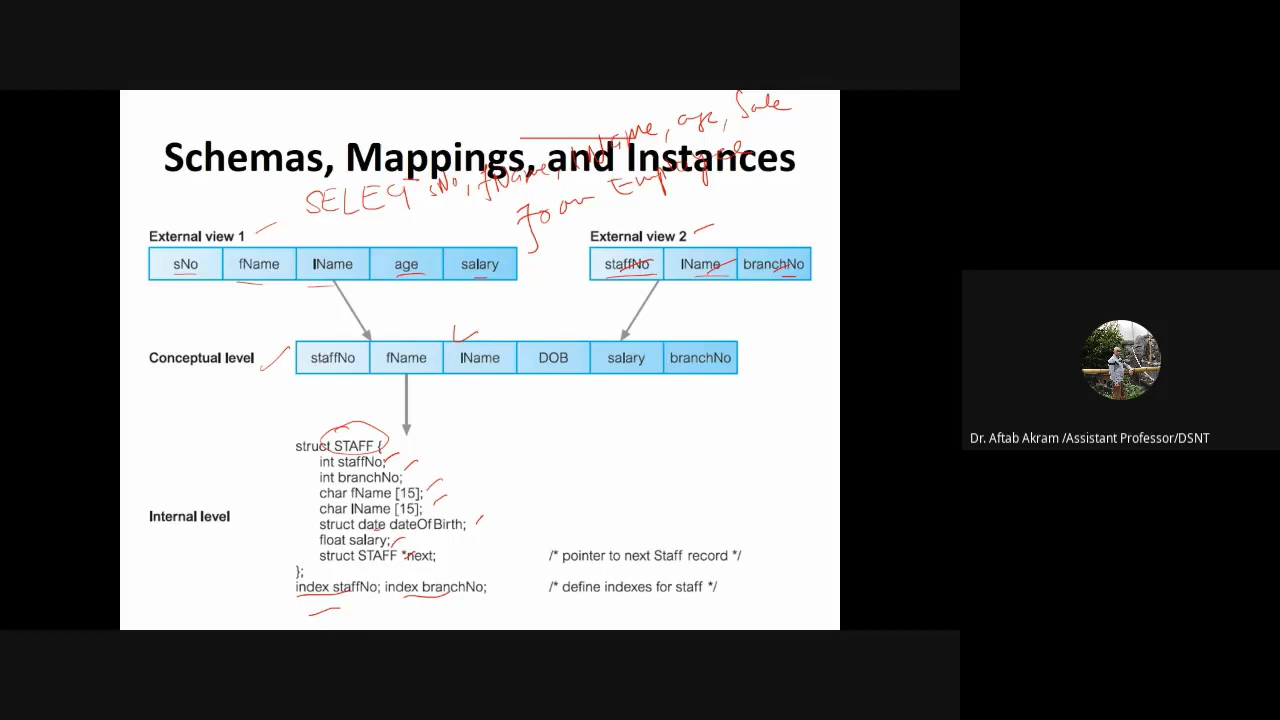 Schemas, Mappings, and Instances
SELECT sNo, fName, lName, age, Sale
from Employee
External view 1
External view 2
sNo fName lName age salary
staffNo lName branchNo
Conceptual level
staffNo fName lName DOB salary branchNo
struct STAFF {
int staffNo;
int branchNo;
char fName [15];
char lName [15];
Internal level
struct date dateOfBirth;
float salary;
struct STAFF *next; /* pointer to next Staff record */
};
index staffNo; index branchNo; /* define indexes for staff */
Dr. Aftab Akram /Assistant Professor/DSNT